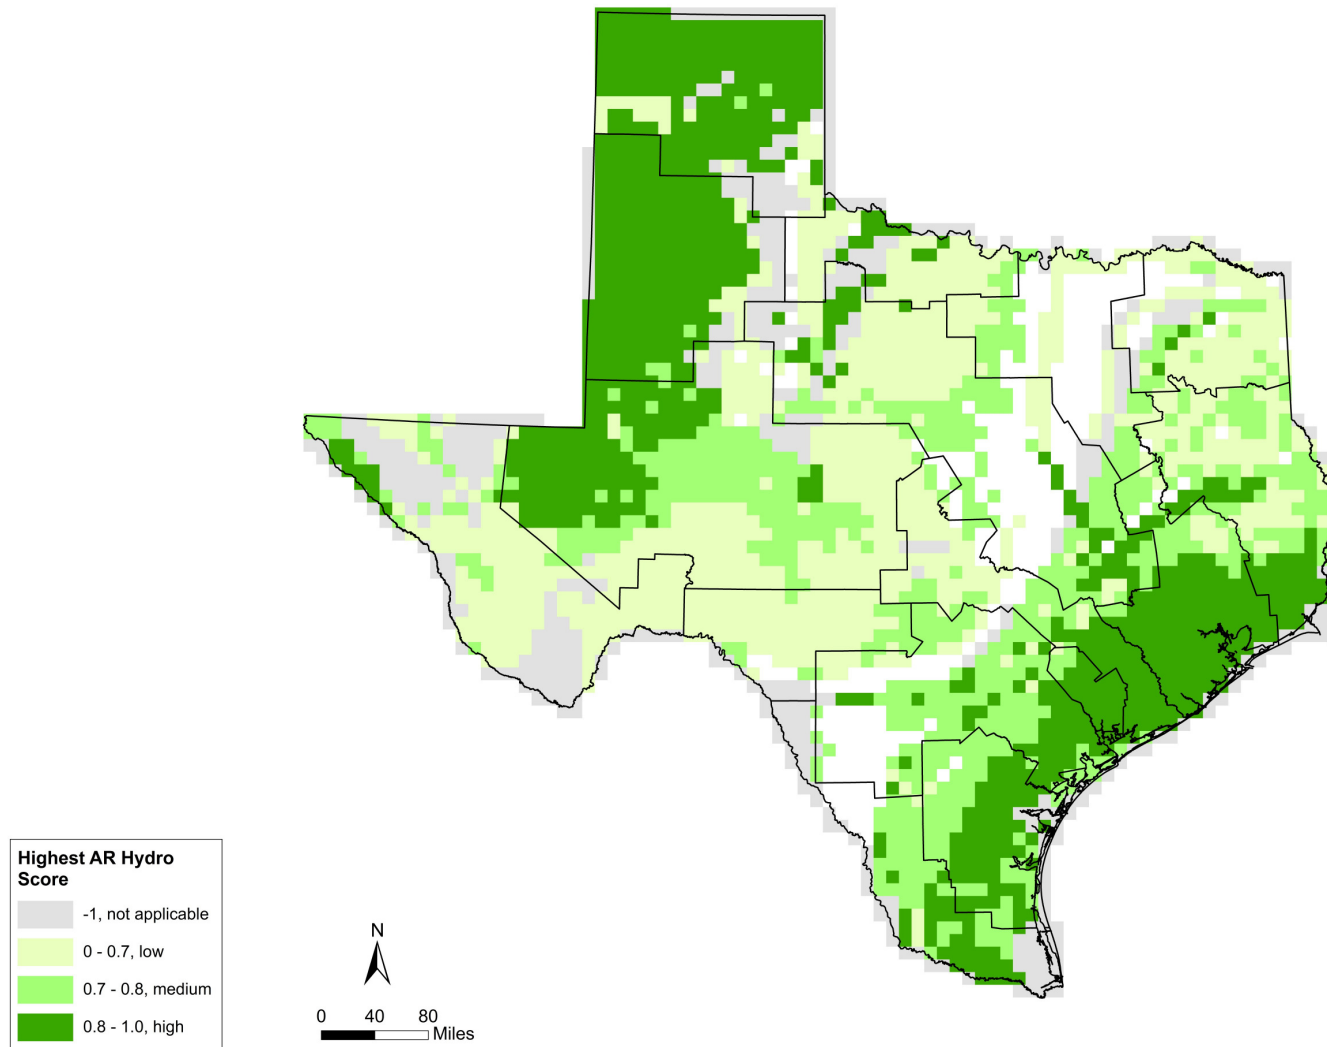 Highest AR Hydro
Score
-1, not applicable
0 - 0.7, low
0.7 - 0.8, medium
0.8 - 1.0, high
N
0 40 80
Miles